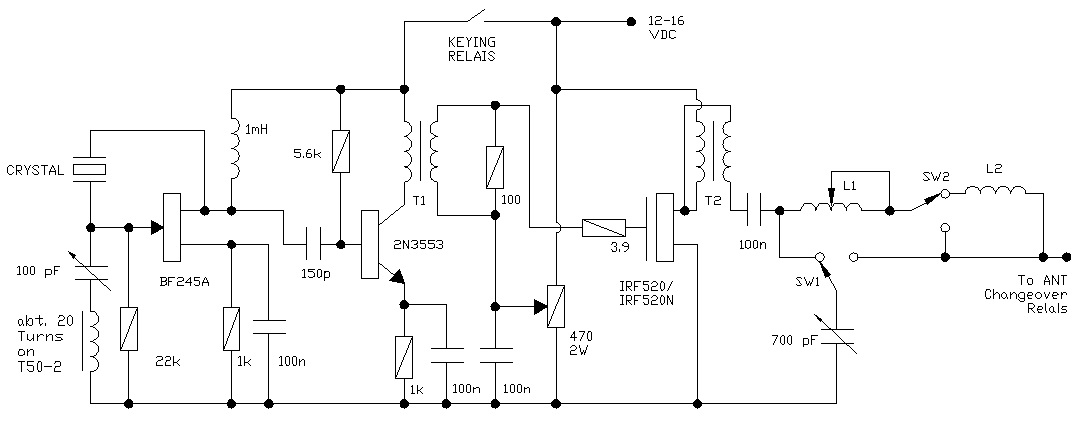 12-16
VDC
KEYING
RELAIS
1mH
5.6k
CRYSTAL
T1
100
T2
L1
SW2
L2
2N3553
3.9
100n
150p
100 pF
BF245A
IRF520/
IRF520N
SW1
To ANT
Changeover
Relals
abt. 20
Turns
on
T50-2
22k
1k
100n
1k
100n
100n
470
2W
700 pF